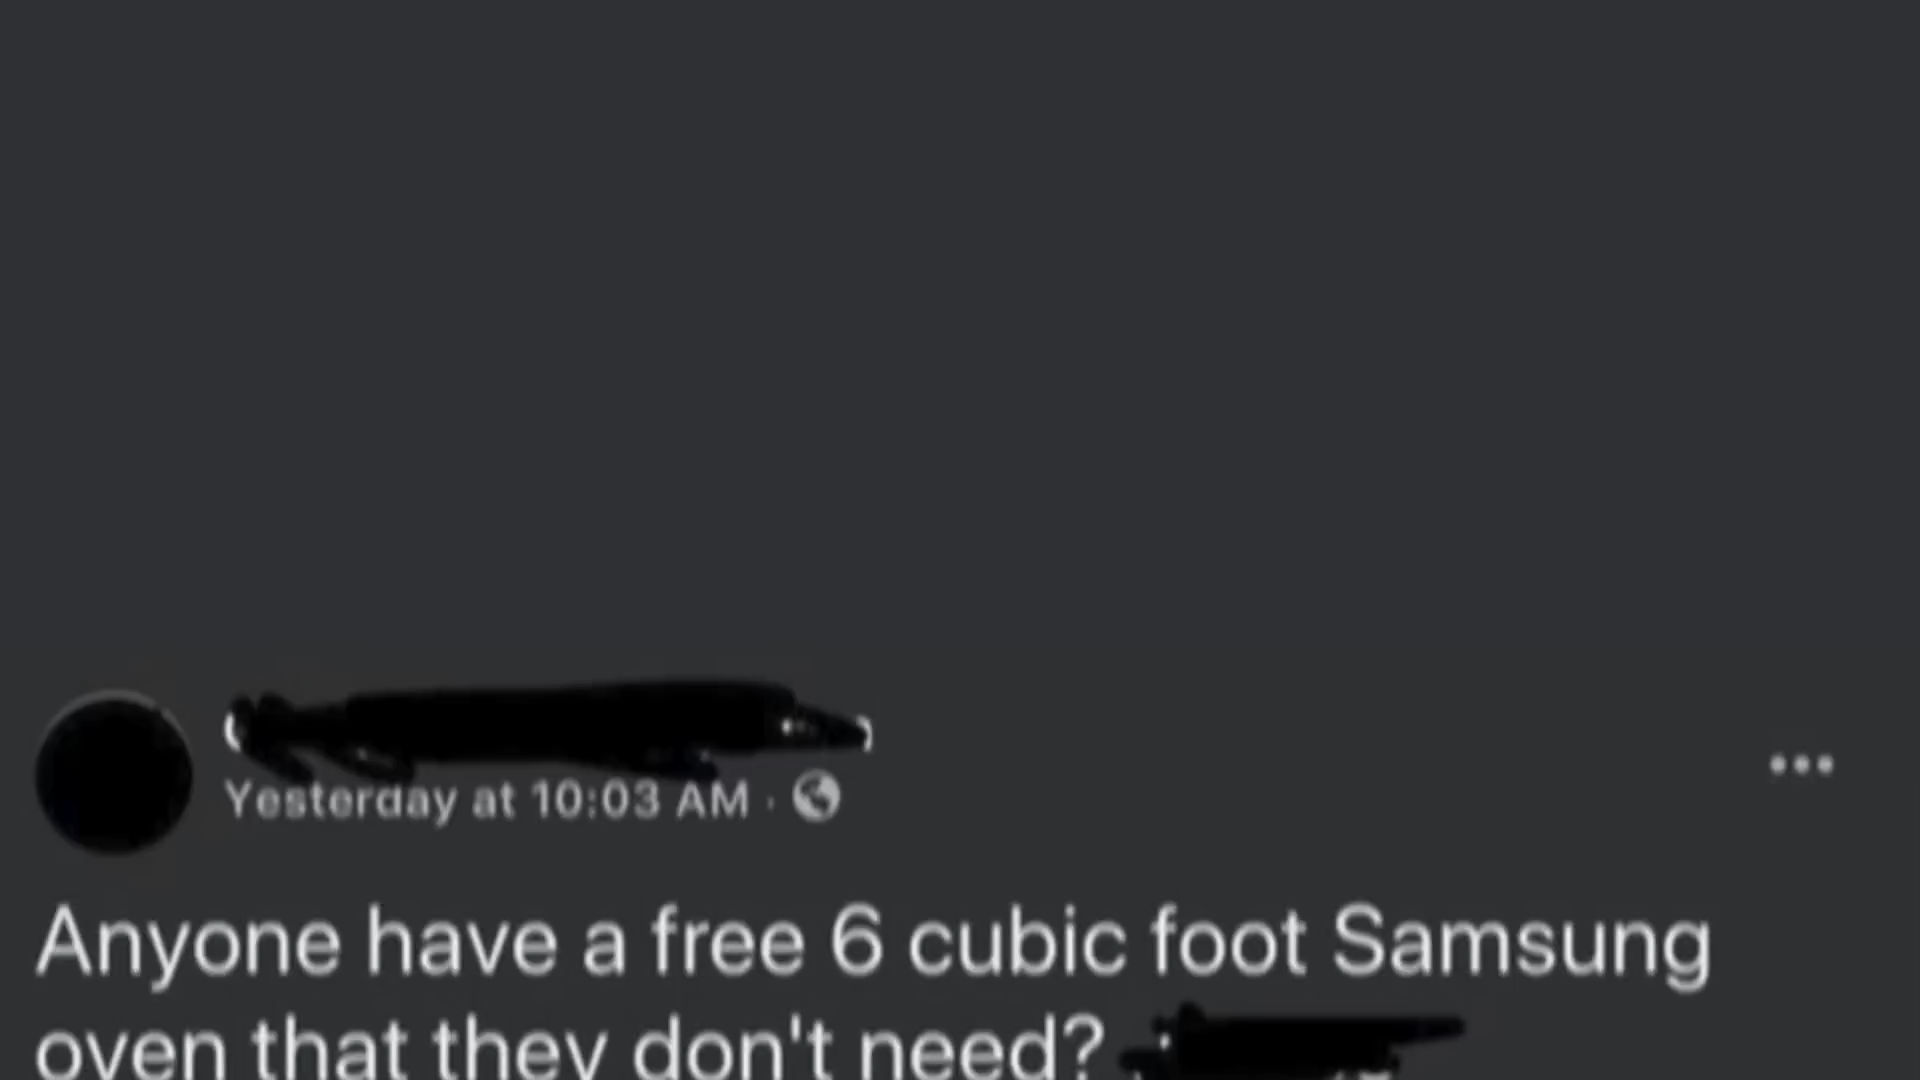 Yesterday at 10:03 AM ·
Anyone have a free 6 cubic foot Samsung
oven that they don't need?